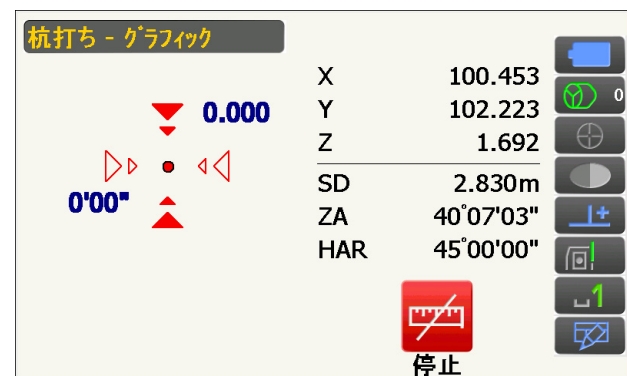 杭打ち - ｸﾞﾗﾌｨｯｸ
0.000
0'00"
X 100.453
Y 102.223
Z 1.692
SD 2.830m
ZA 40°07'03"
HAR 45°00'00"
停止
0
1